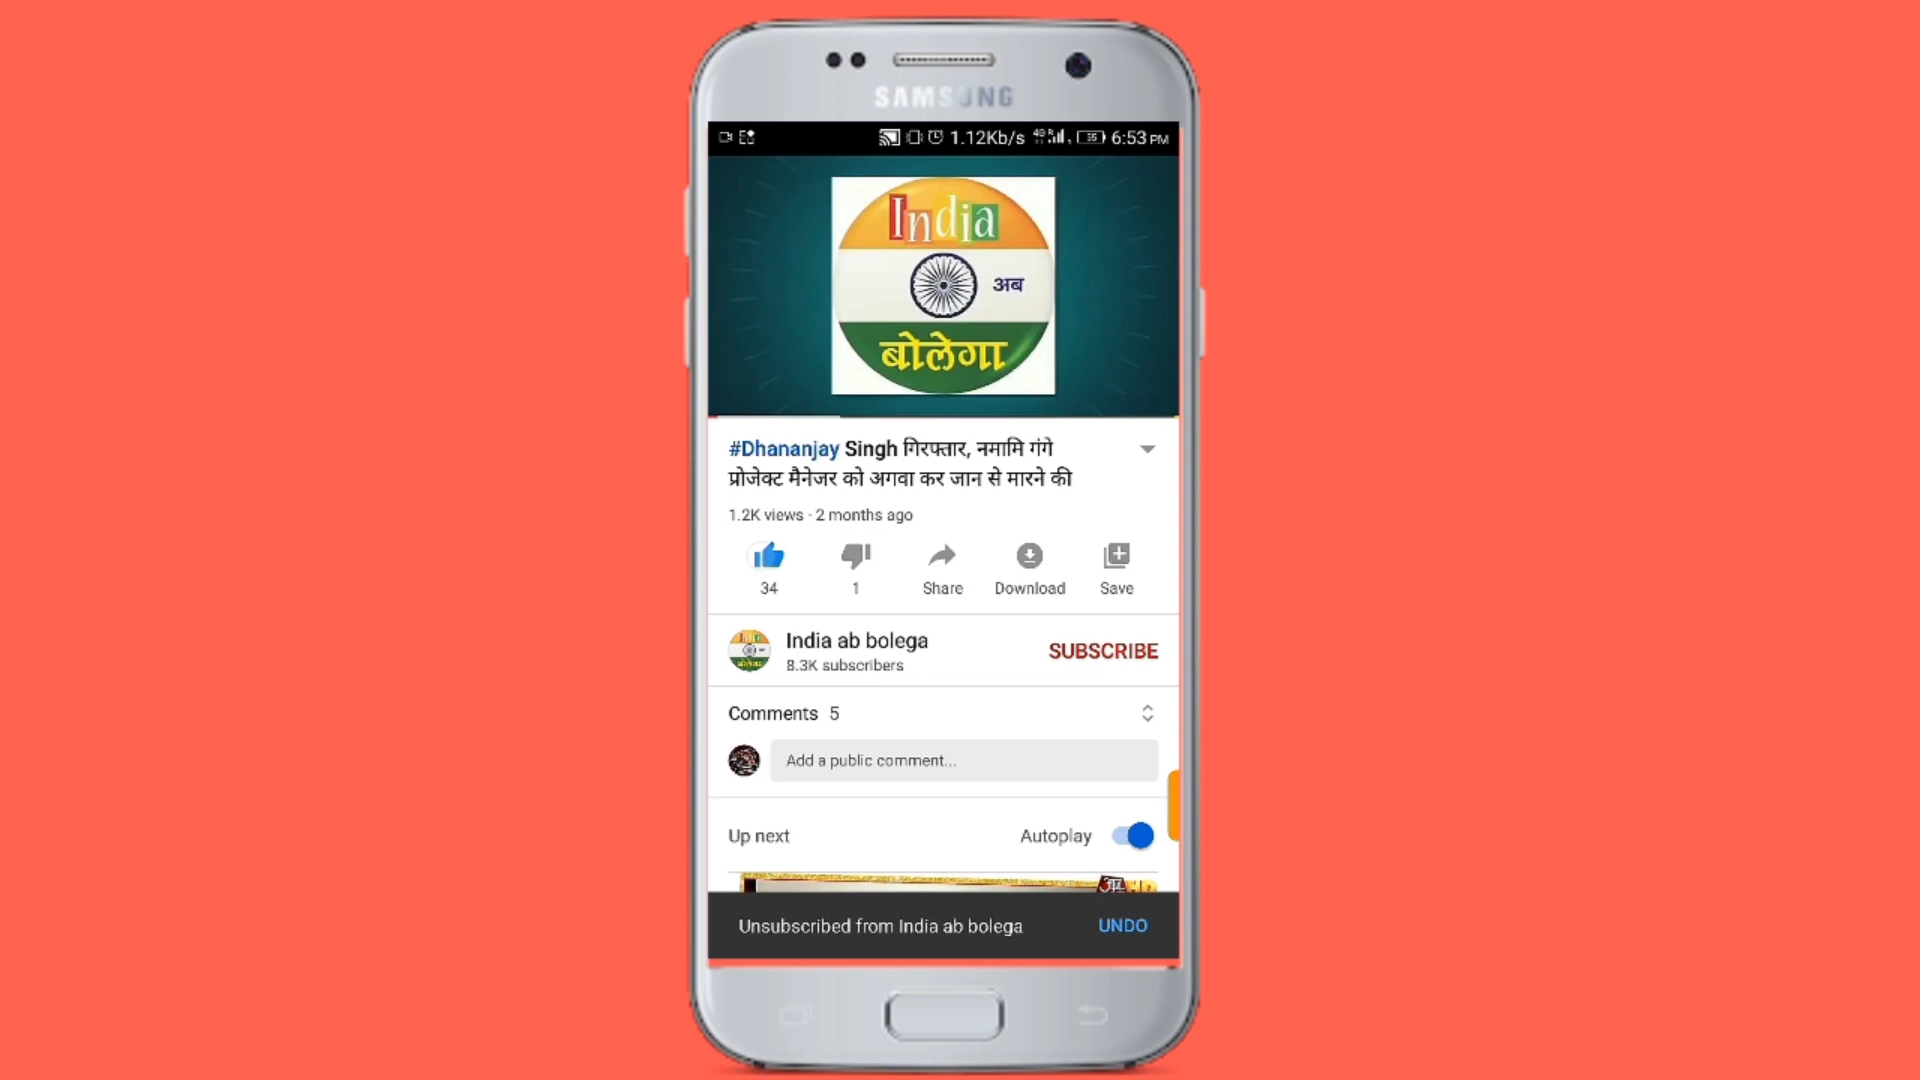 SAMSUNG
1.12Kb/s 4G R 35 6:53 PM
India
अब
बोलेगा
#Dhananjay Singh गिरफ्तार, नमामि गंगे
प्रोजेक्ट मैनेजर को अगवा कर जान से मारने की
1.2K views · 2 months ago
34 1 Share Download Save
India ab bolega SUBSCRIBE
8.3K subscribers
Comments 5
Add a public comment...
Up next Autoplay
Unsubscribed from India ab bolega UNDO